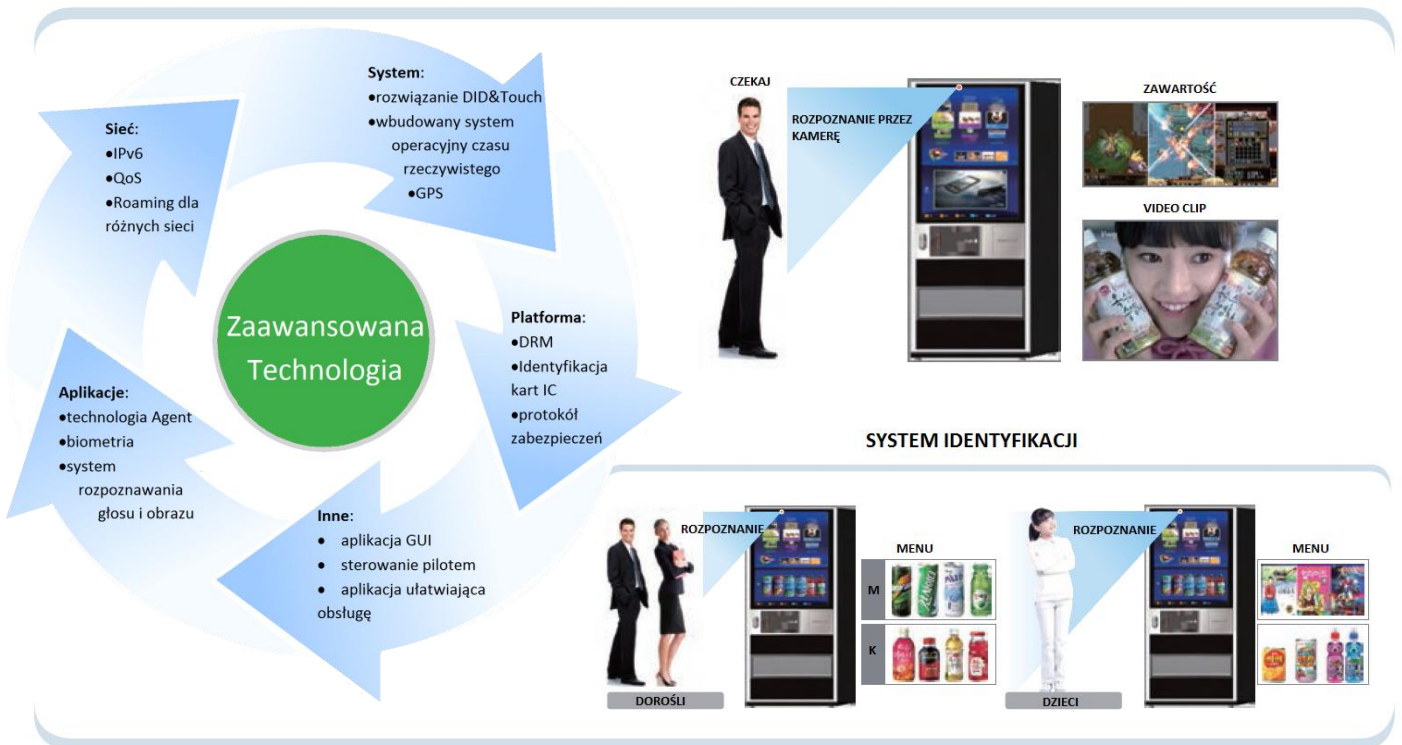 System:
●rozwiązanie DID&Touch
●wbudowany system
operacyjny czasu
rzeczywistego
●GPS
Sieć:
●IPv6
●QoS
●Roaming dla
różnych sieci
Zaawansowana
Technologia
Platforma:
●DRM
●Identyfikacja
kart IC
●protokół
zabezpieczeń
Aplikacje:
●technologia Agent
●biometria
●system
rozpoznawania
głosu i obrazu
Inne:
● aplikacja GUI
● sterowanie pilotem
● aplikacja ułatwiająca
obsługę
CZEKAJ
ROZPOZNANIE PRZEZ
KAMERĘ
ZAWARTOŚĆ
VIDEO CLIP
SYSTEM IDENTYFIKACJI
ROZPOZNANIE
MENU
M
K
DOROŚLI
ROZPOZNANIE
MENU
DZIECI